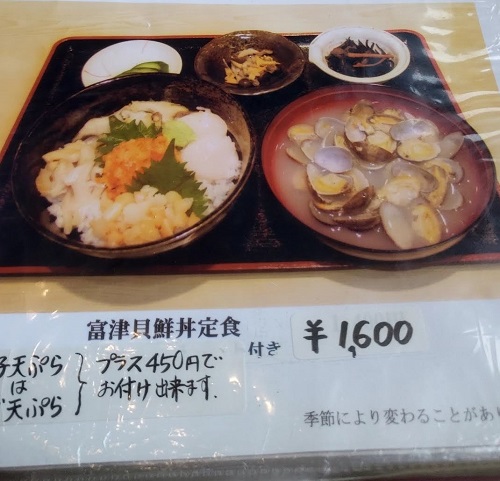 富津貝鮮丼定食
付き
¥1,600
子天ぷら
は
天ぷら
プラス450円で
お付け出来ます.
季節により変わることがあ